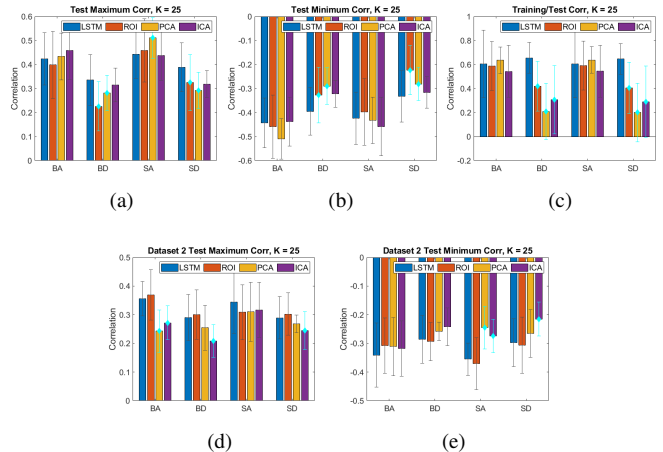 Test Maximum Corr, K = 25
LSTM ROI PCA ICA
Correlation
0.6
0.5
0.4
0.3
0.2
0.1
0
BA BD SA SD
(a)
Test Minimum Corr, K = 25
LSTM ROI PCA ICA
Correlation
0
-0.1
-0.2
-0.3
-0.4
-0.5
-0.6
BA BD SA SD
(b)
Training/Test Corr, K = 25
LSTM ROI PCA ICA
Correlation
1
0.8
0.6
0.4
0.2
0
-0.2
BA BD SA SD
(c)
Dataset 2 Test Maximum Corr, K = 25
LSTM ROI PCA ICA
Correlation
0.5
0.4
0.3
0.2
0.1
0
BA BD SA SD
(d)
Dataset 2 Test Minimum Corr, K = 25
LSTM ROI PCA ICA
Correlation
0
-0.1
-0.2
-0.3
-0.4
-0.5
BA BD SA SD
(e)